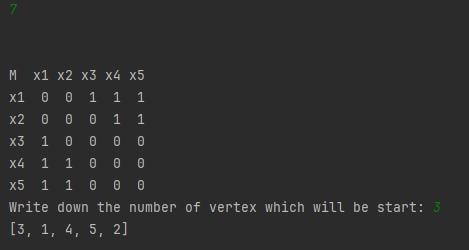 7
M  x1 x2 x3 x4 x5
x1  0  0  1  1  1
x2  0  0  0  1  1
x3  1  0  0  0  0
x4  1  1  0  0  0
x5  1  1  0  0  0
Write down the number of vertex which will be start: 3
[3, 1, 4, 5, 2]